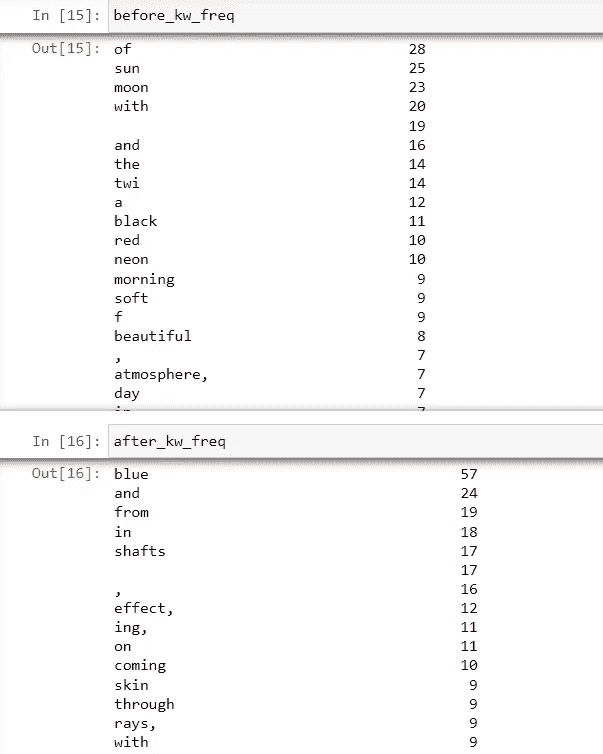 In [15]: before_kw_freq
Out[15]: of 28
sun 25
moon 23
with 20
19
and 16
the 14
twi 14
a 12
black 11
red 10
neon 10
morning 9
soft 9
f 9
beautiful 8
, 7
atmosphere, 7
day 7
In [16]: after_kw_freq
Out[16]: blue 57
and 24
from 19
in 18
shafts 17
17
, 16
effect, 12
ing, 11
on 11
coming 10
skin 9
through 9
rays, 9
with 9